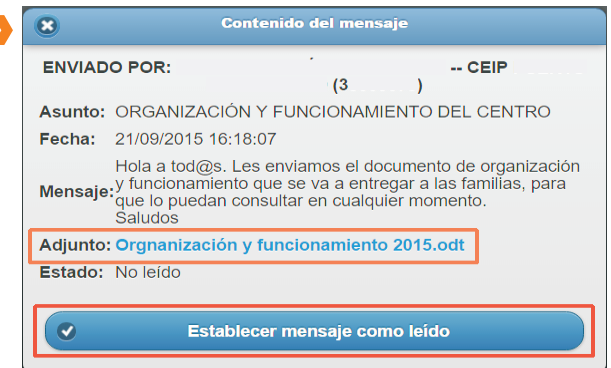 Contenido del mensaje
ENVIADO POR: -- CEIP
(3 )
Asunto: ORGANIZACIÓN Y FUNCIONAMIENTO DEL CENTRO
Fecha: 21/09/2015 16:18:07
Hola a tod@s. Les enviamos el documento de organización
Mensaje: y funcionamiento que se va a entregar a las familias, para
que lo puedan consultar en cualquier momento.
Saludos
Adjunto: Orgnanización y funcionamiento 2015.odt
Estado: No leído
Establecer mensaje como leído